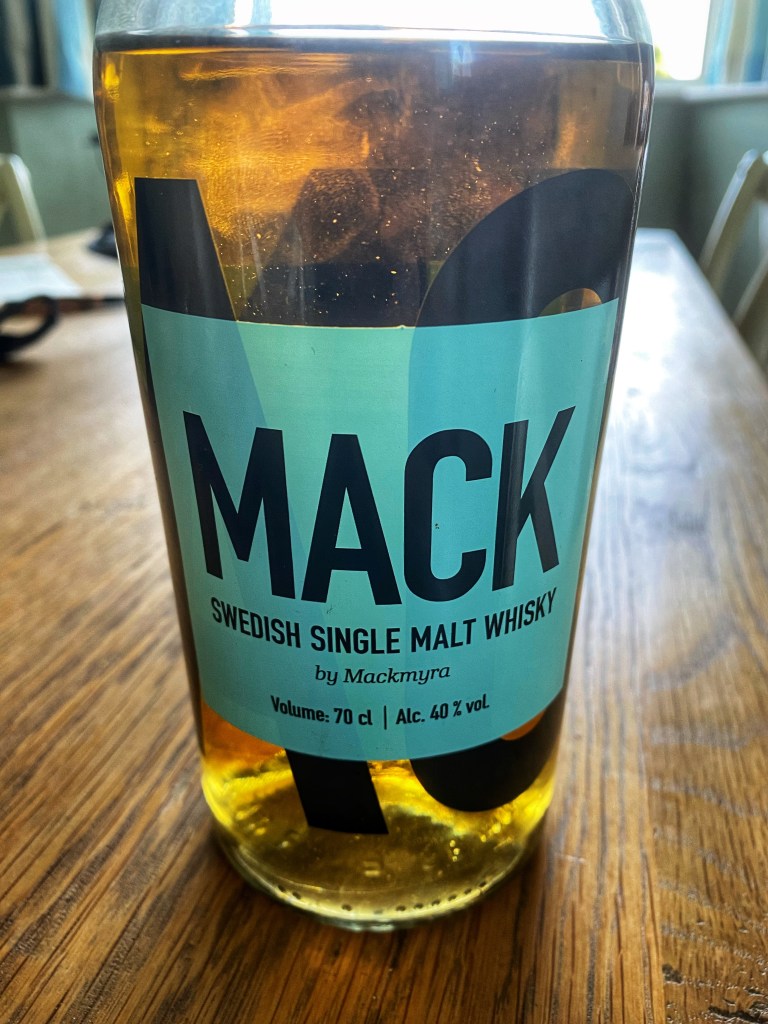 MACK
SWEDISH SINGLE MALT WHISKY
by Mackmyra
Volume: 70 cl | Alc. 40 % vol.